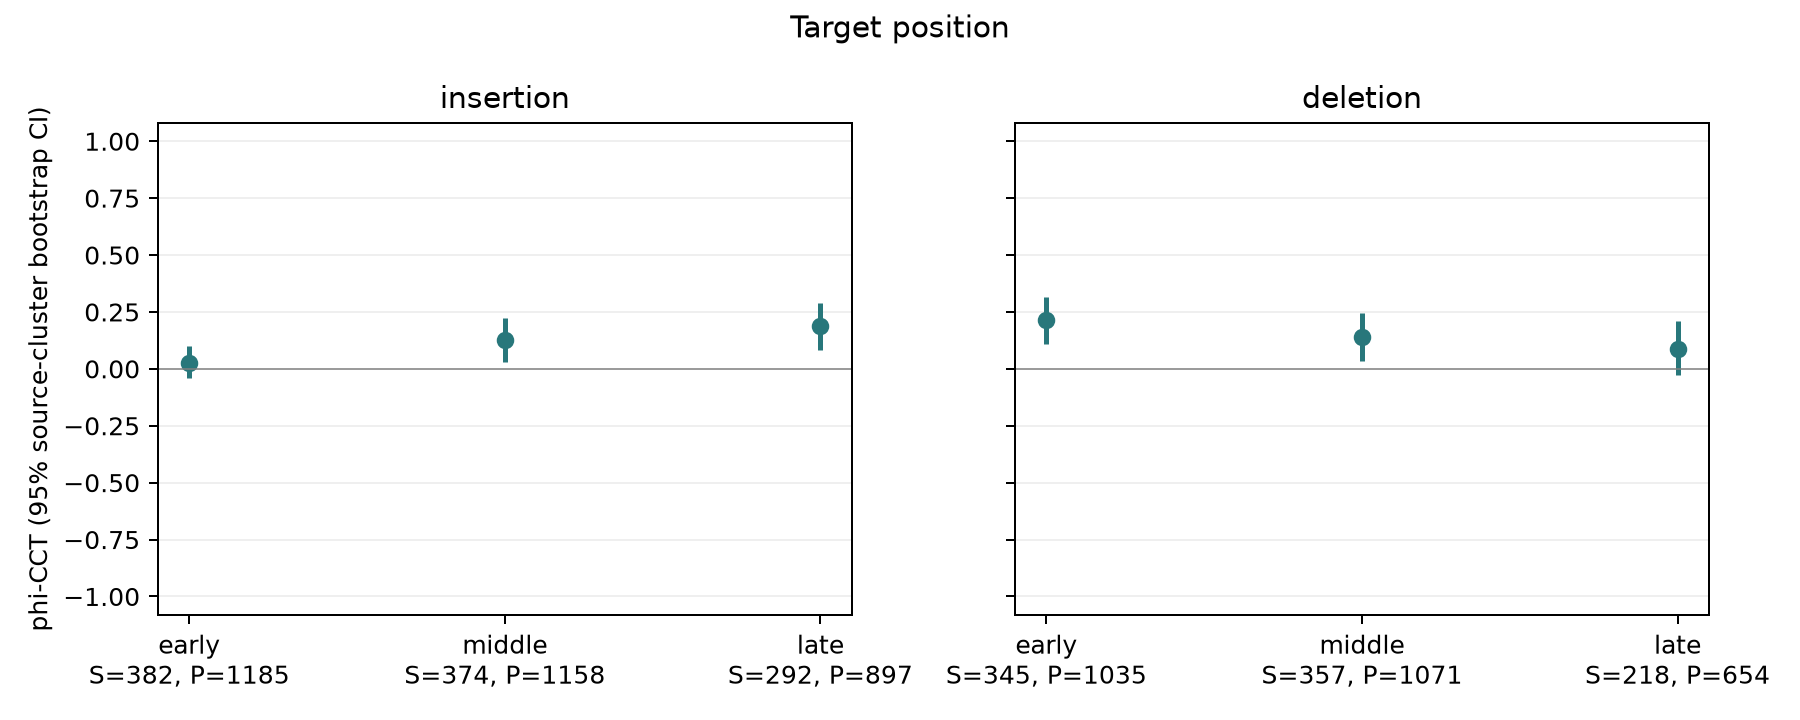 Target position
insertion
deletion
phi-CCT (95% source-cluster bootstrap CI)
1.00
0.75
0.50
0.25
0.00
−0.25
−0.50
−0.75
−1.00
early
S=382, P=1185
middle
S=374, P=1158
late
S=292, P=897
early
S=345, P=1035
middle
S=357, P=1071
late
S=218, P=654